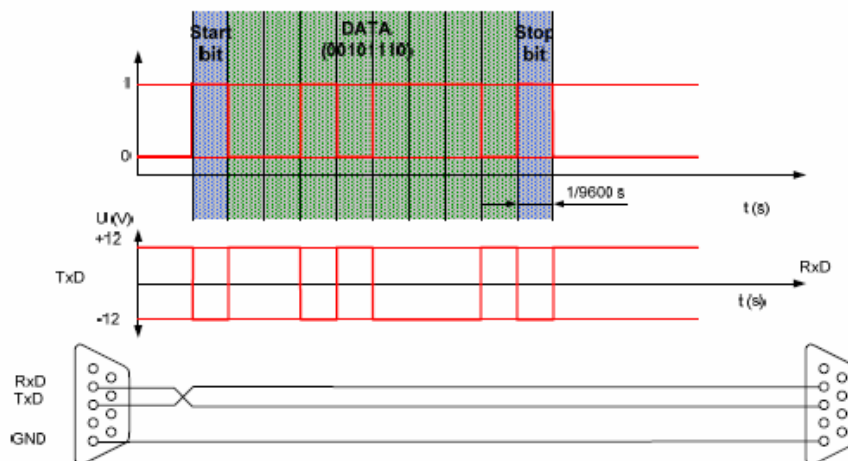 Start
bit
DATA
(00101110)
Stop
bit
1
0
1/9600 s
t (s)
U (V)
+12
TxD
RxD
-12
t (s)
RxD
TxD
GND